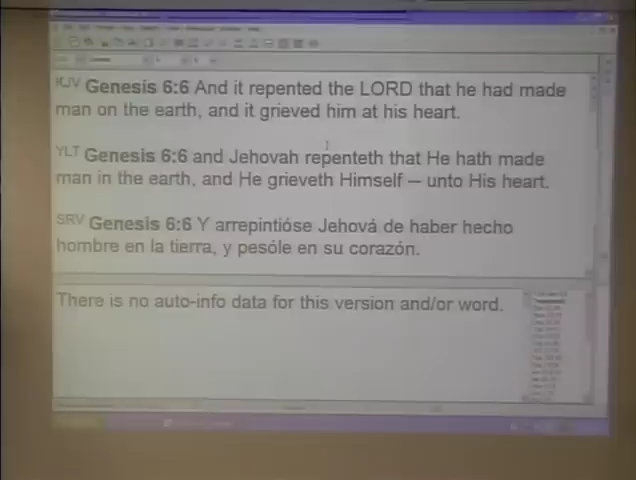 KJV Genesis 6:6 And it repented the LORD that he had made
man on the earth, and it grieved him at his heart.
YLT Genesis 6:6 and Jehovah repenteth that He hath made
man in the earth, and He grieveth Himself -- unto His heart.
SRV Genesis 6:6 Y arrepintióse Jehová de haber hecho
hombre en la tierra, y pesóle en su corazón.
There is no auto-info data for this version and/or word.